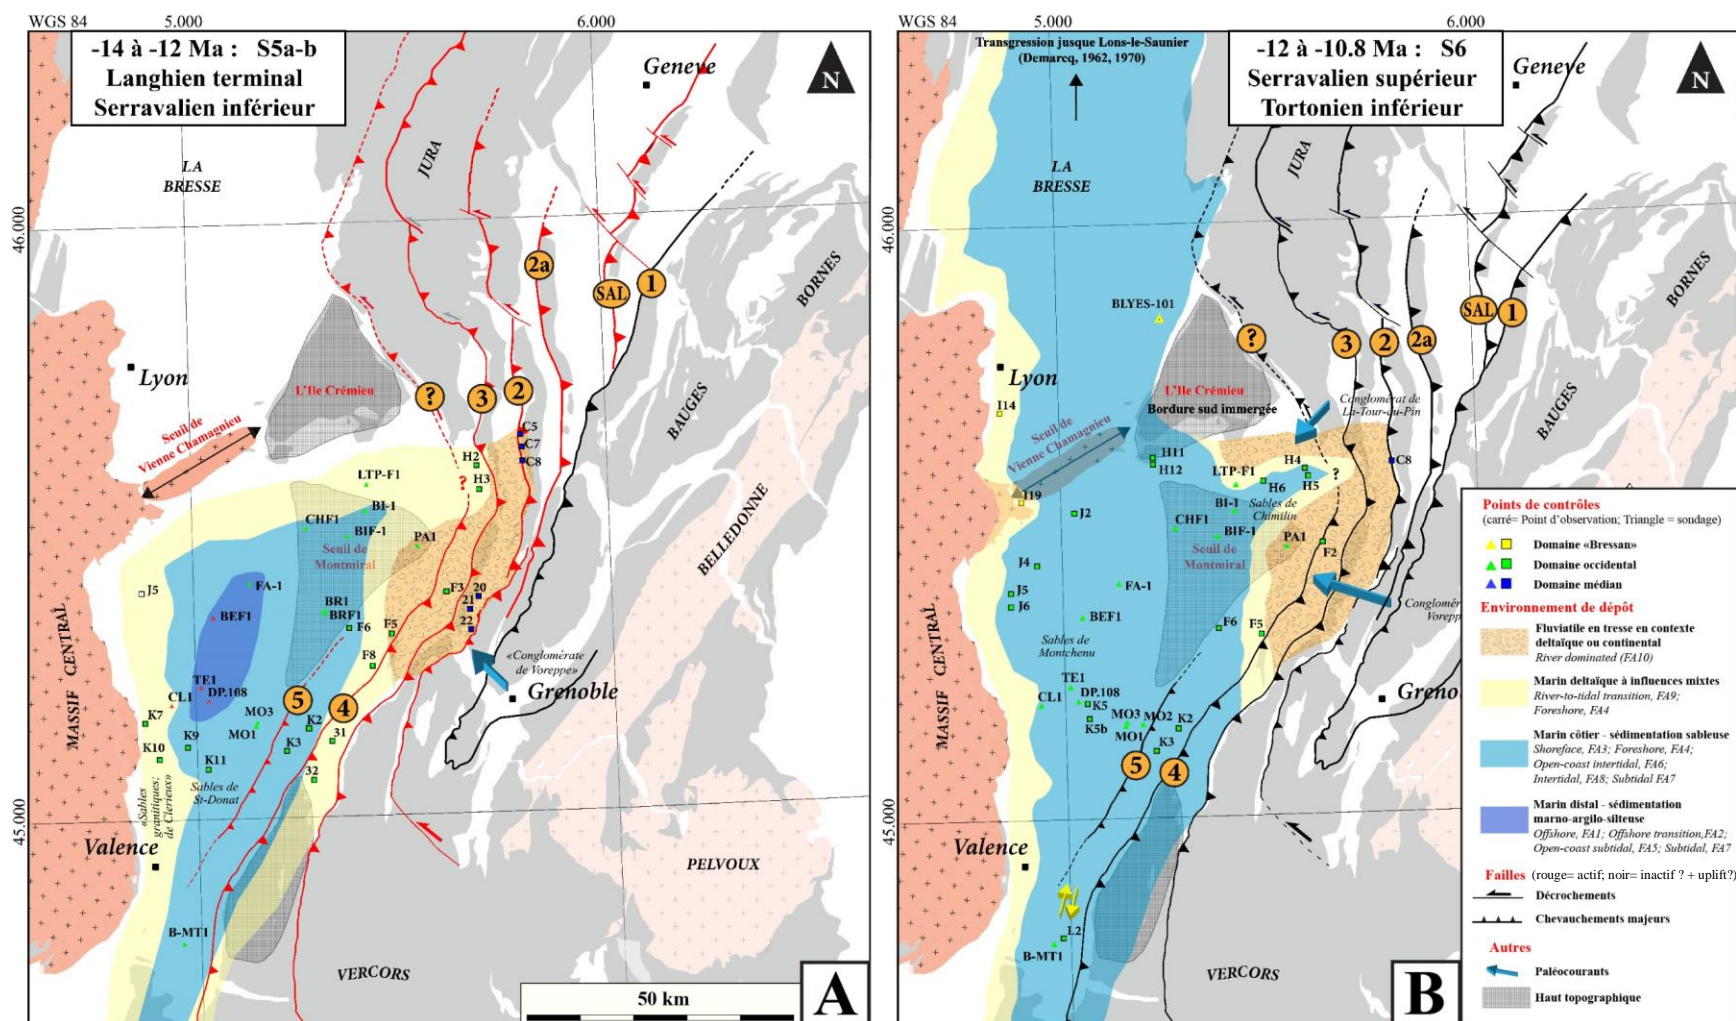 WGS 84
5.000
6.000
-14 à -12 Ma : S5a-b
Langhien terminal
Serravalien inférieur
Geneve
N
LA
BRESSE
JURA
46.000
2a
SAL
1
BORNES
Lyon
L'Ile Crémieu
?
3
2
BAUGES
Seuil de
Vienne Chamagnieu
C5
C7
C8
H2
H3
?
LTP-F1
BI-1
CHF1
BIF-1
PA1
Seuil de
Montmiral
BELLEDONNE
J5
FA-1
BEF1
BR1
BRF1
F6
F3
20
21
22
F5
F8
«Conglomérate
de Voreppe»
Grenoble
MASSIF CENTRAL
TE1
CL1
DP.108
K7
K9
MO3
MO1
5
4
K2
31
K3
K10
K11
32
«Sables
granitiques;
de Clerieux»
Sables de
St-Donat
45.000
Valence
PELVOUX
B-MT1
VERCORS
A
50 km
WGS 84
5.000
6.000
Transgression jusque Lons-le-Saunier
(Demarcq, 1962, 1970)
-12 à -10.8 Ma : S6
Serravalien supérieur
Tortonien inférieur
Geneve
N
LA
BRESSE
JURA
46.000
BORNES
BLYES-101
SAL
1
?
3
2
2a
Lyon
L'Ile Crémieu
Bordure sud immergée
Conglomérat de
La-Tour-du-Pin
BAUGES
I14
Seuil de
Vienne Chamagnieu
H11
H12
LTP-F1
H4
H5
H6
?
C8
I19
J2
BI-1
Sables de
Chimilin
CHF1
BIF-1
PA1
F2
Seuil de
Montmiral
J4
J5
J6
FA-1
BEF1
F6
F5
Sables de
Montchenu
MASSIF CENTRAL
TE1
CL1
DP.108
K5
K5b
MO3
MO2
MO1
K2
K3
5
4
45.000
Valence
L2
B-MT1
VERCORS
B
Points de contrôles
(carré= Point d'observation; Triangle = sondage)
Domaine «Bressan»
Domaine occidental
Domaine médian
Environnement de dépôt
Fluviatile en tresse en contexte
deltaïque ou continental
River dominated (FA10)
Marin deltaïque à influences mixtes
River-to-tidal transition, FA9;
Foreshore, FA4
Marin côtier - sédimentation sableuse
Shoreface, FA3; Foreshore, FA4;
Open-coast intertidal, FA6;
Intertidal, FA8; Subtidal FA7
Marin distal - sédimentation
marno-argilo-silteuse
Offshore, FA1; Offshore transition,FA2;
Open-coast subtidal, FA5; Subtidal, FA7
Failles (rouge= actif; noir= inactif ? + uplift?)
Décrochements
Chevauchements majeurs
Autres
Paléocourants
Haut topographique